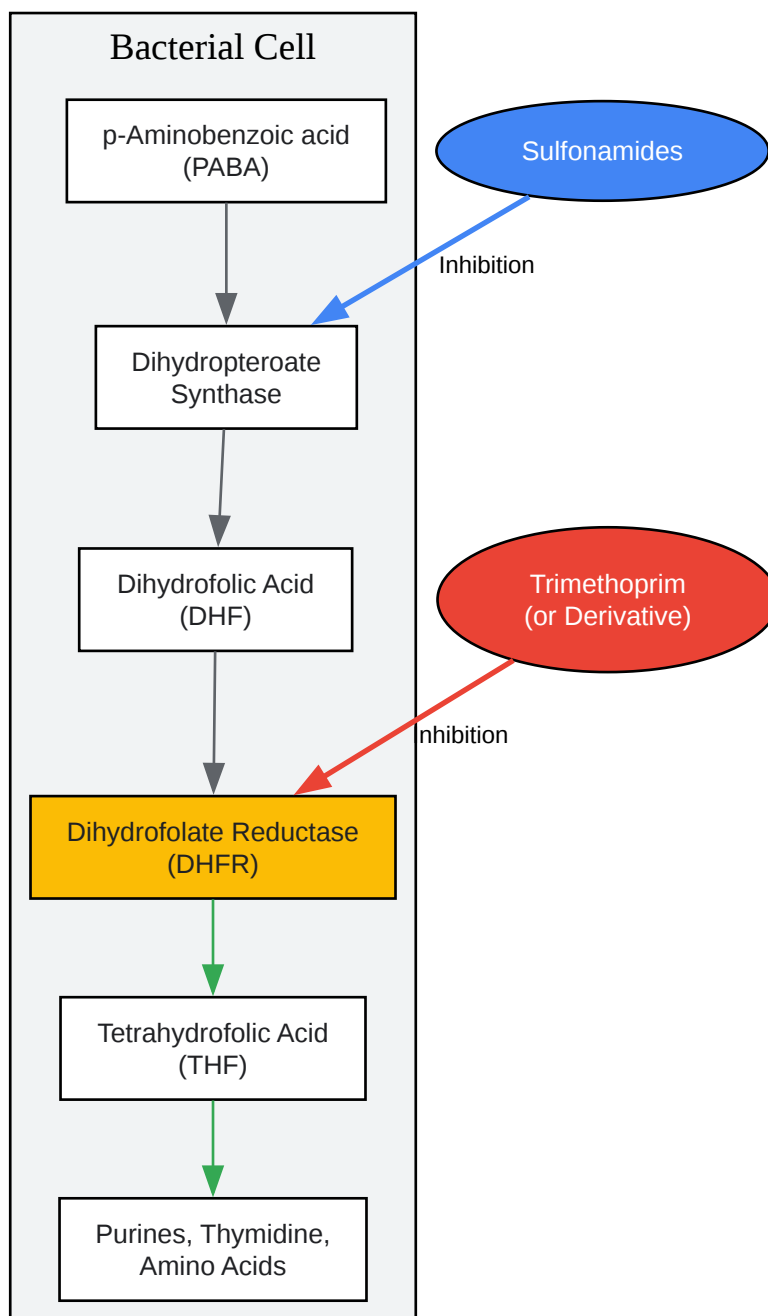 Bacterial Cell
p-Aminobenzoic acid
(PABA)
Sulfonamides
Inhibition
Dihydropteroate
Synthase
Dihydrofolic Acid
(DHF)
Trimethoprim
(or Derivative)
Inhibition
Dihydrofolate Reductase
(DHFR)
Tetrahydrofolic Acid
(THF)
Purines, Thymidine,
Amino Acids